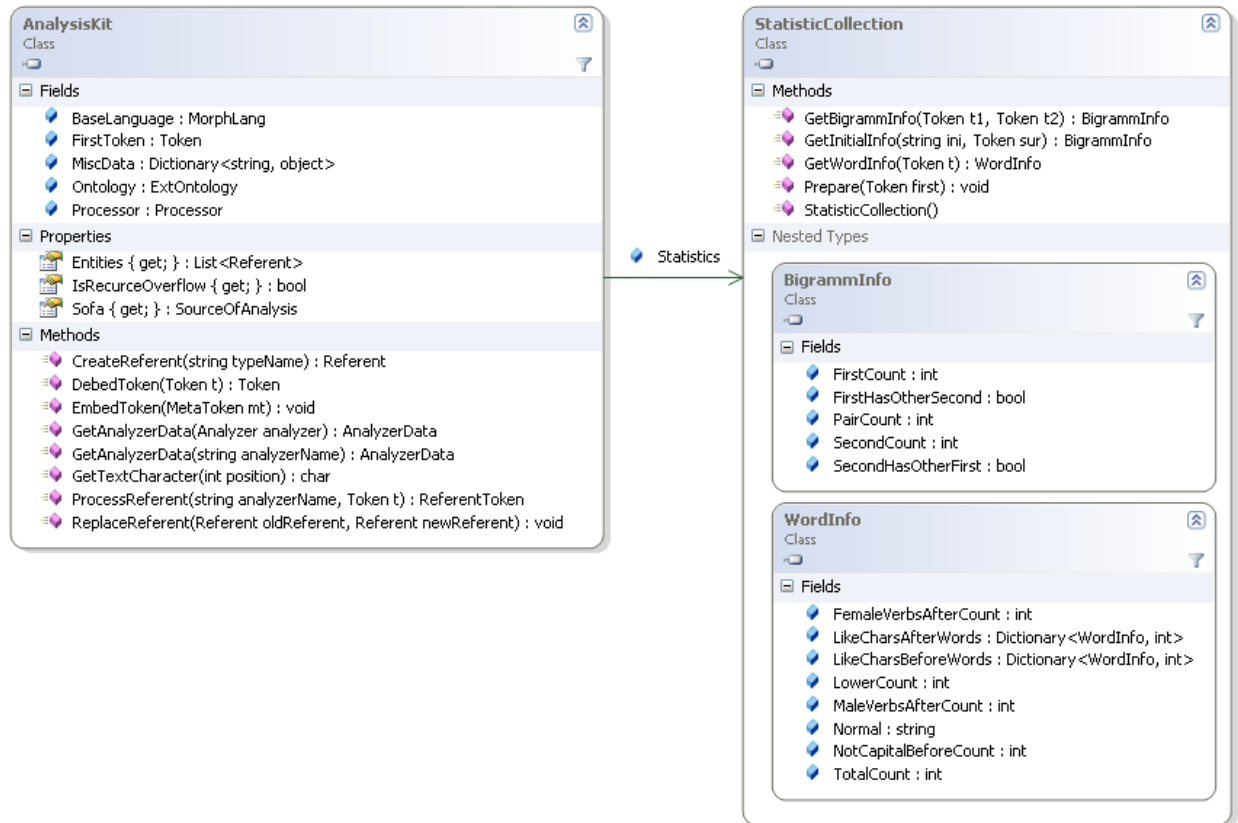 AnalysisKit
Class
Fields
BaseLanguage : MorphLang
FirstToken : Token
MiscData : Dictionary<string, object>
Ontology : ExtOntology
Processor : Processor
Properties
Entities { get; } : List<Referent>
IsRecurceOverflow { get; } : bool
Sofa { get; } : SourceOfAnalysis
Methods
CreateReferent(string typeName) : Referent
DebedToken(Token t) : Token
EmbedToken(MetaToken mt) : void
GetAnalyzerData(Analyzer analyzer) : AnalyzerData
GetAnalyzerData(string analyzerName) : AnalyzerData
GetTextCharacter(int position) : char
ProcessReferent(string analyzerName, Token t) : ReferentToken
ReplaceReferent(Referent oldReferent, Referent newReferent) : void
Statistics
StatisticCollection
Class
Methods
GetBigrammInfo(Token t1, Token t2) : BigrammInfo
GetInitialInfo(string ini, Token sur) : BigrammInfo
GetWordInfo(Token t) : WordInfo
Prepare(Token first) : void
StatisticCollection()
Nested Types
BigrammInfo
Class
Fields
FirstCount : int
FirstHasOtherSecond : bool
PairCount : int
SecondCount : int
SecondHasOtherFirst : bool
WordInfo
Class
Fields
FemaleVerbsAfterCount : int
LikeCharsAfterWords : Dictionary<WordInfo, int>
LikeCharsBeforeWords : Dictionary<WordInfo, int>
LowerCount : int
MaleVerbsAfterCount : int
Normal : string
NotCapitalBeforeCount : int
TotalCount : int